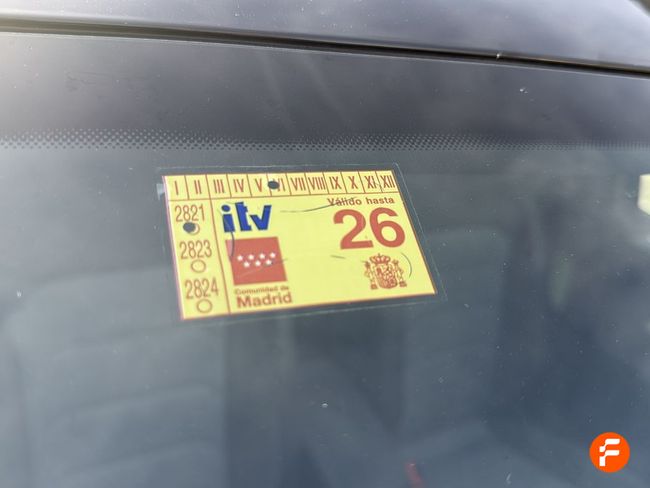 I II III IV V VI VII VIII IX X XI XII
2821
itv
Válido hasta
26
2823
2824
Comunidad de
Madrid